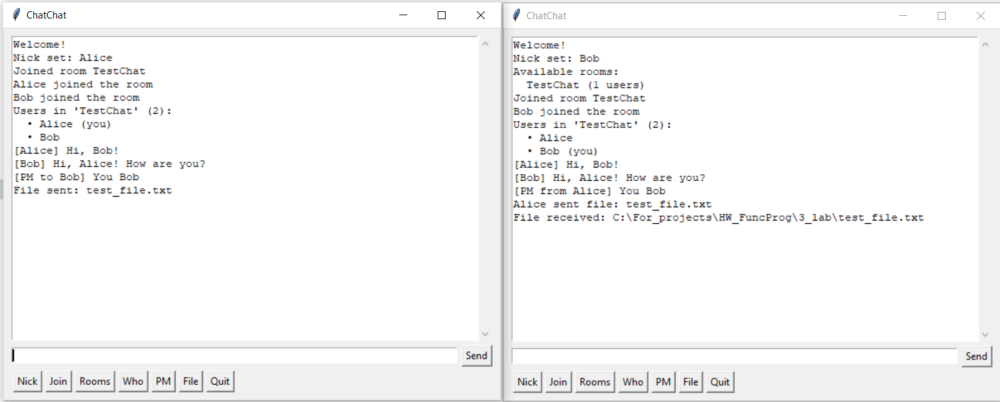 ChatChat
Welcome!
Nick set: Alice
Joined room TestChat
Alice joined the room
Bob joined the room
Users in 'TestChat' (2):
• Alice (you)
• Bob
[Alice] Hi, Bob!
[Bob] Hi, Alice! How are you?
[PM to Bob] You Bob
File sent: test_file.txt
Send
Nick Join Rooms Who PM File Quit
ChatChat
Welcome!
Nick set: Bob
Available rooms:
TestChat (1 users)
Joined room TestChat
Bob joined the room
Users in 'TestChat' (2):
• Alice
• Bob (you)
[Alice] Hi, Bob!
[Bob] Hi, Alice! How are you?
[PM from Alice] You Bob
Alice sent file: test_file.txt
File received: C:\For_projects\HW_FuncProg\3_lab\test_file.txt
Send
Nick Join Rooms Who PM File Quit